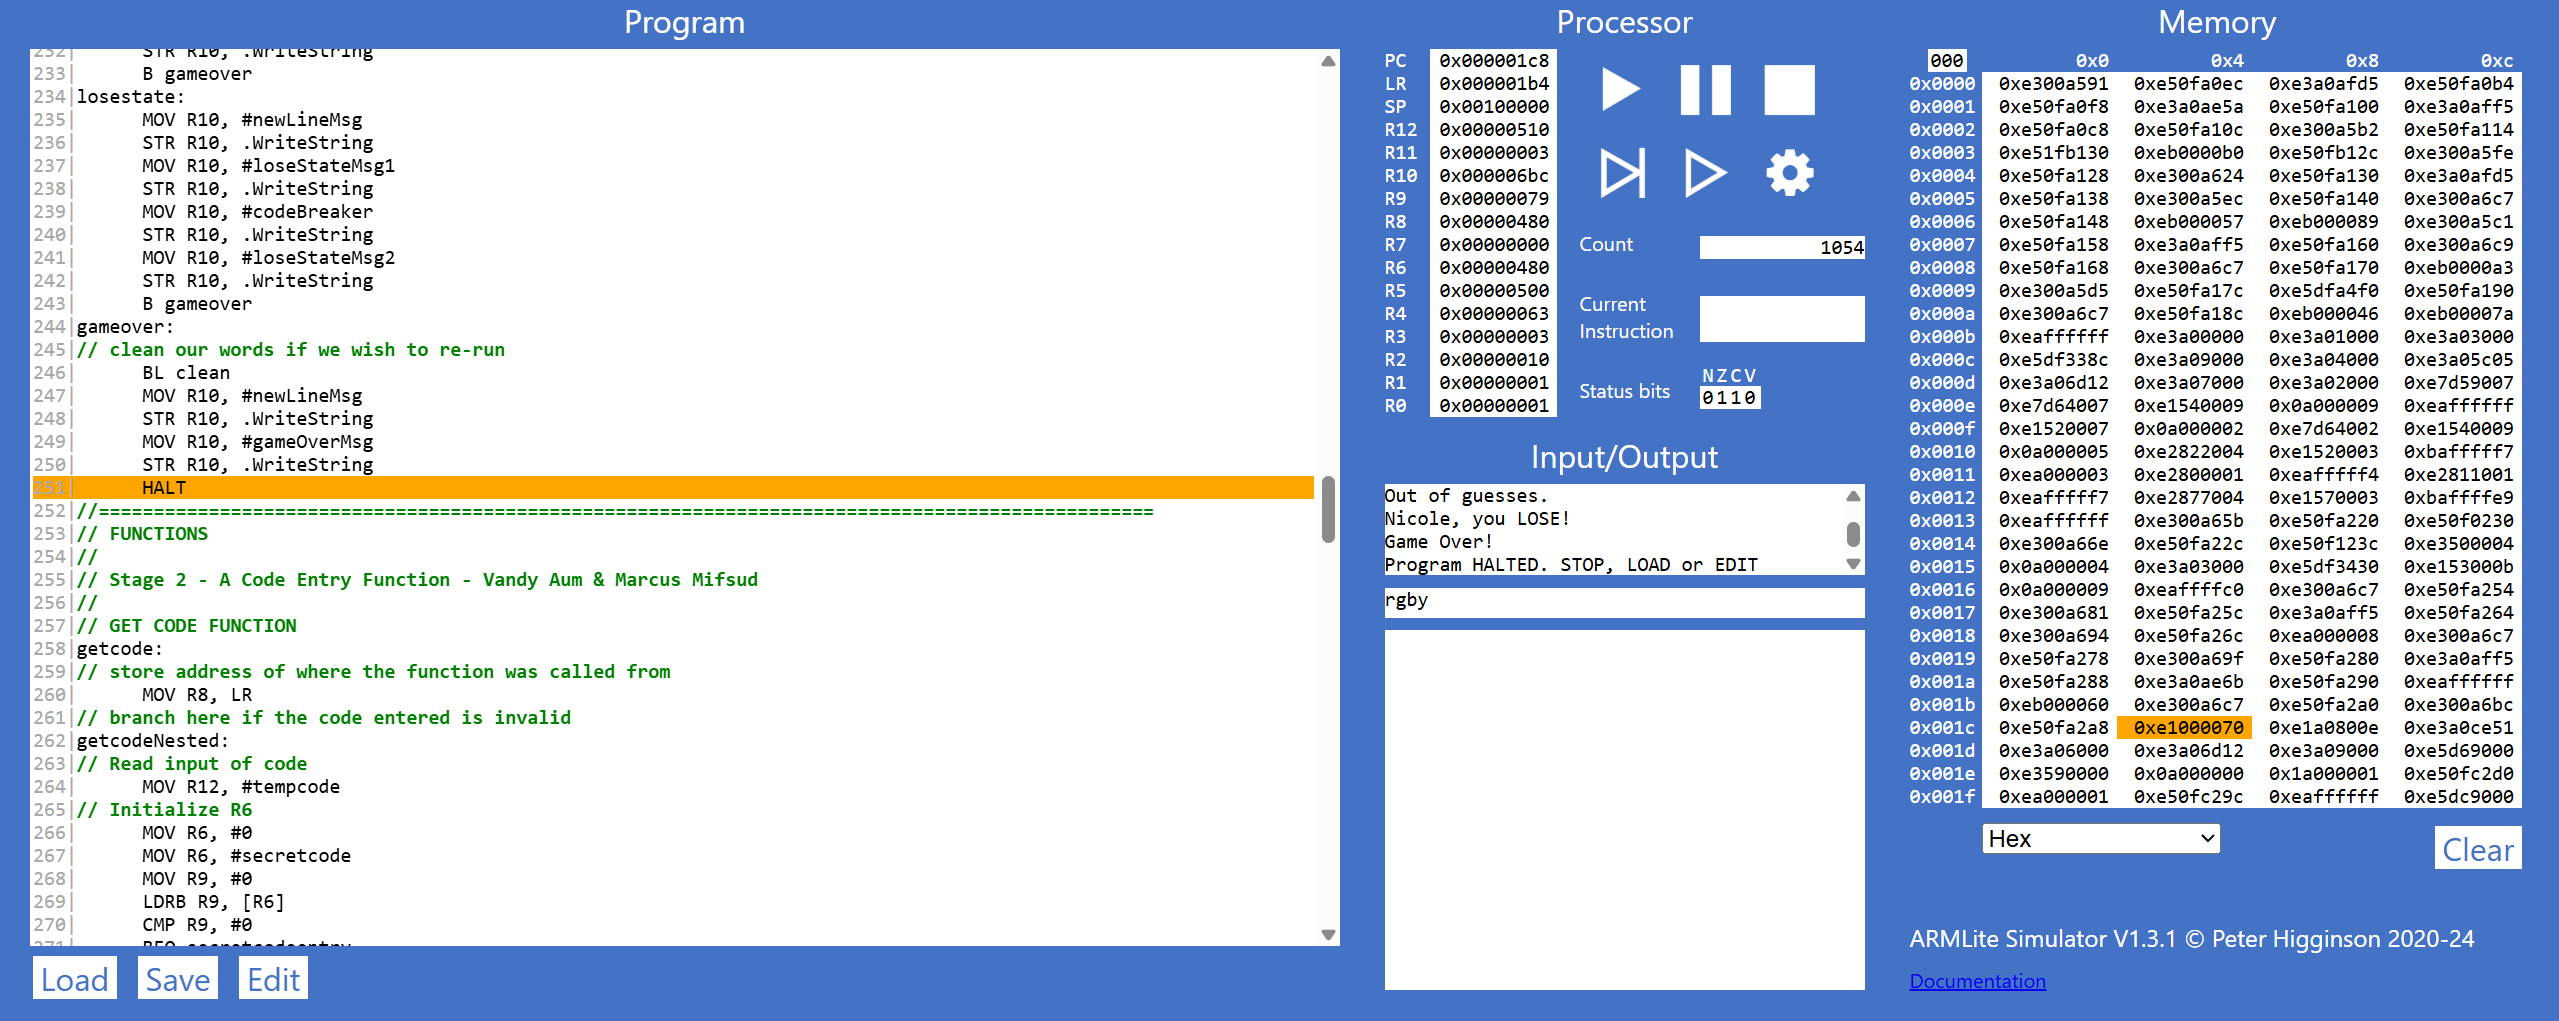 Program
232|      STR R10, .WriteString
233|      B gameover
234|losestate:
235|      MOV R10, #newLineMsg
236|      STR R10, .WriteString
237|      MOV R10, #loseStateMsg1
238|      STR R10, .WriteString
239|      MOV R10, #codeBreaker
240|      STR R10, .WriteString
241|      MOV R10, #loseStateMsg2
242|      STR R10, .WriteString
243|      B gameover
244|gameover:
245|// clean our words if we wish to re-run
246|      BL clean
247|      MOV R10, #newLineMsg
248|      STR R10, .WriteString
249|      MOV R10, #gameOverMsg
250|      STR R10, .WriteString
251|      HALT
252|//================================================================================================
253|// FUNCTIONS
254|//
255|// Stage 2 - A Code Entry Function - Vandy Aum & Marcus Mifsud
256|//
257|// GET CODE FUNCTION
258|getcode:
259|// store address of where the function was called from
260|      MOV R8, LR
261|// branch here if the code entered is invalid
262|getcodeNested:
263|// Read input of code
264|      MOV R12, #tempcode
265|// Initialize R6
266|      MOV R6, #0
267|      MOV R6, #secretcode
268|      MOV R9, #0
269|      LDRB R9, [R6]
270|      CMP R9, #0
271|      BEQ secretcodeentry
Load Save Edit
Processor
PC 0x000001c8
LR 0x000001b4
SP 0x00100000
R12 0x00000510
R11 0x00000003
R10 0x000006bc
R9 0x00000079
R8 0x00000480
R7 0x00000000
R6 0x00000480
R5 0x00000500
R4 0x00000063
R3 0x00000003
R2 0x00000010
R1 0x00000001
R0 0x00000001
Count 1054
Current
Instruction
NZCV
Status bits 0110
Input/Output
Out of guesses.
Nicole, you LOSE!
Game Over!
Program HALTED. STOP, LOAD or EDIT
rgby
Memory
000 0x0 0x4 0x8 0xc
0x0000 0xe300a591 0xe50fa0ec 0xe3a0afd5 0xe50fa0b4
0x0001 0xe50fa0f8 0xe3a0ae5a 0xe50fa100 0xe3a0aff5
0x0002 0xe50fa0c8 0xe50fa10c 0xe300a5b2 0xe50fa114
0x0003 0xe51fb130 0xeb0000b0 0xe50fb12c 0xe300a5fe
0x0004 0xe50fa128 0xe300a624 0xe50fa130 0xe3a0afd5
0x0005 0xe50fa138 0xe300a5ec 0xe50fa140 0xe300a6c7
0x0006 0xe50fa148 0xeb000057 0xeb000089 0xe300a5c1
0x0007 0xe50fa158 0xe3a0aff5 0xe50fa160 0xe300a6c9
0x0008 0xe50fa168 0xe300a6c7 0xe50fa170 0xeb0000a3
0x0009 0xe300a5d5 0xe50fa17c 0xe5dfa4f0 0xe50fa190
0x000a 0xe300a6c7 0xe50fa18c 0xeb000046 0xeb00007a
0x000b 0xeaffffff 0xe3a00000 0xe3a01000 0xe3a03000
0x000c 0xe5df338c 0xe3a09000 0xe3a04000 0xe3a05c05
0x000d 0xe3a06d12 0xe3a07000 0xe3a02000 0xe7d59007
0x000e 0xe7d64007 0xe1540009 0x0a000009 0xeaffffff
0x000f 0xe1520007 0x0a000002 0xe7d64002 0xe1540009
0x0010 0x0a000005 0xe2822004 0xe1520003 0xbafffff7
0x0011 0xea000003 0xe2800001 0xeafffff4 0xe2811001
0x0012 0xeafffff7 0xe2877004 0xe1570003 0xbaffffe9
0x0013 0xeaffffff 0xe300a65b 0xe50fa220 0xe50f0230
0x0014 0xe300a66e 0xe50fa22c 0xe50f123c 0xe3500004
0x0015 0x0a000004 0xe3a03000 0xe5df3430 0xe153000b
0x0016 0x0a000009 0xeaffffc0 0xe300a6c7 0xe50fa254
0x0017 0xe300a681 0xe50fa25c 0xe3a0aff5 0xe50fa264
0x0018 0xe300a694 0xe50fa26c 0xea000008 0xe300a6c7
0x0019 0xe50fa278 0xe300a69f 0xe50fa280 0xe3a0aff5
0x001a 0xe50fa288 0xe3a0ae6b 0xe50fa290 0xeaffffff
0x001b 0xeb000060 0xe300a6c7 0xe50fa2a0 0xe300a6bc
0x001c 0xe50fa2a8 0xe1000070 0xe1a0800e 0xe3a0ce51
0x001d 0xe3a06000 0xe3a06d12 0xe3a09000 0xe5d69000
0x001e 0xe3590000 0x0a000000 0x1a000001 0xe50fc2d0
0x001f 0xea000001 0xe50fc29c 0xeaffffff 0xe5dc9000
Hex
Clear
ARMLite Simulator V1.3.1 © Peter Higginson 2020-24
Documentation